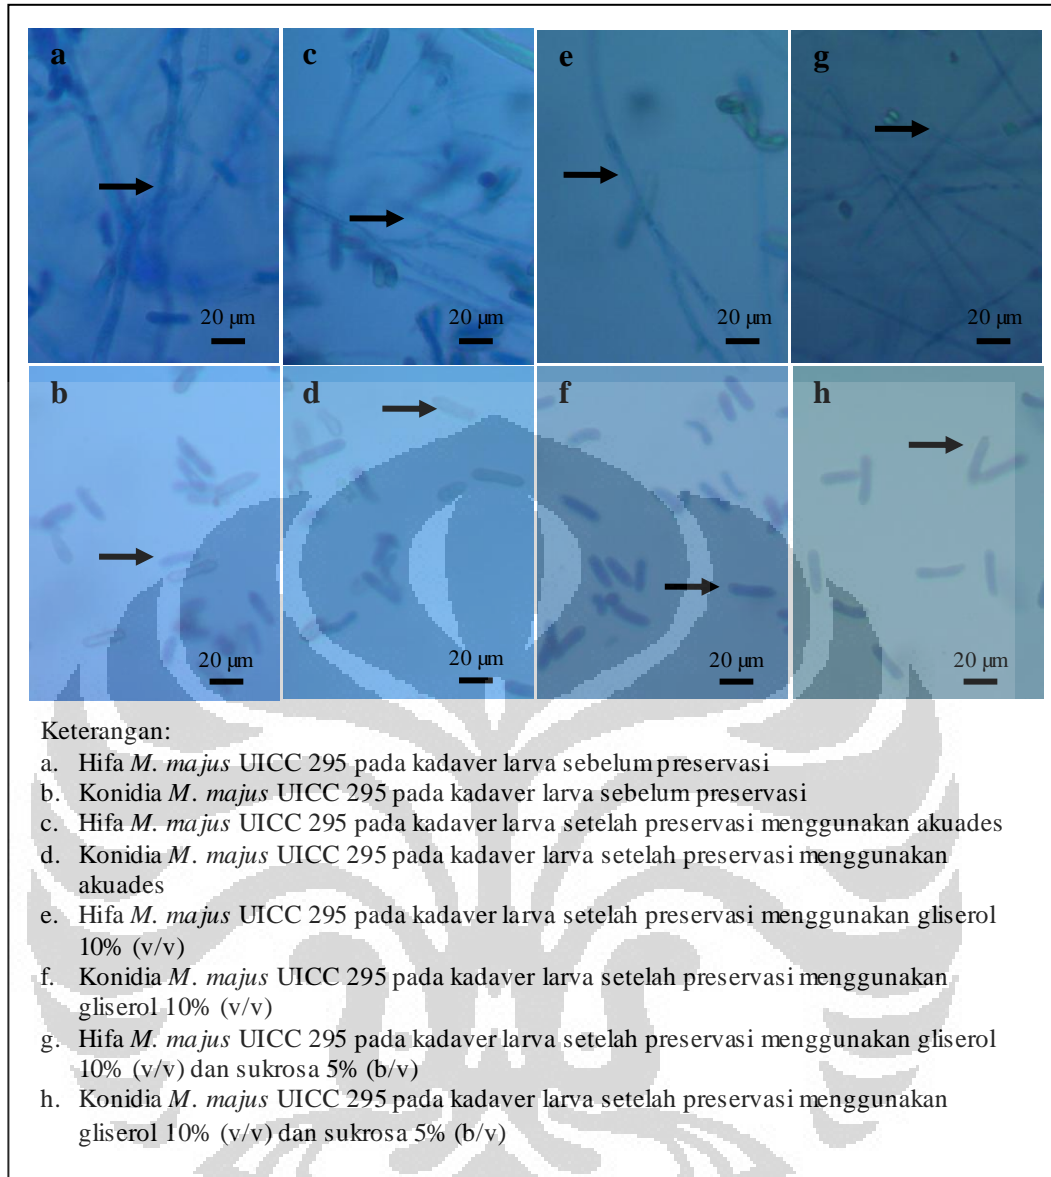 a c e g
20 µm 20 µm 20 µm 20 µm
b d f h
20 µm 20 µm 20 µm 20 µm
Keterangan:
a. Hifa M. majus UICC 295 pada kadaver larva sebelum preservasi
b. Konidia M. majus UICC 295 pada kadaver larva sebelum preservasi
c. Hifa M. majus UICC 295 pada kadaver larva setelah preservasi menggunakan akuades
d. Konidia M. majus UICC 295 pada kadaver larva setelah preservasi menggunakan
akuades
e. Hifa M. majus UICC 295 pada kadaver larva setelah preservasi menggunakan gliserol
10% (v/v)
f. Konidia M. majus UICC 295 pada kadaver larva setelah preservasi menggunakan
gliserol 10% (v/v)
g. Hifa M. majus UICC 295 pada kadaver larva setelah preservasi menggunakan gliserol
10% (v/v) dan sukrosa 5% (b/v)
h. Konidia M. majus UICC 295 pada kadaver larva setelah preservasi menggunakan
gliserol 10% (v/v) dan sukrosa 5% (b/v)